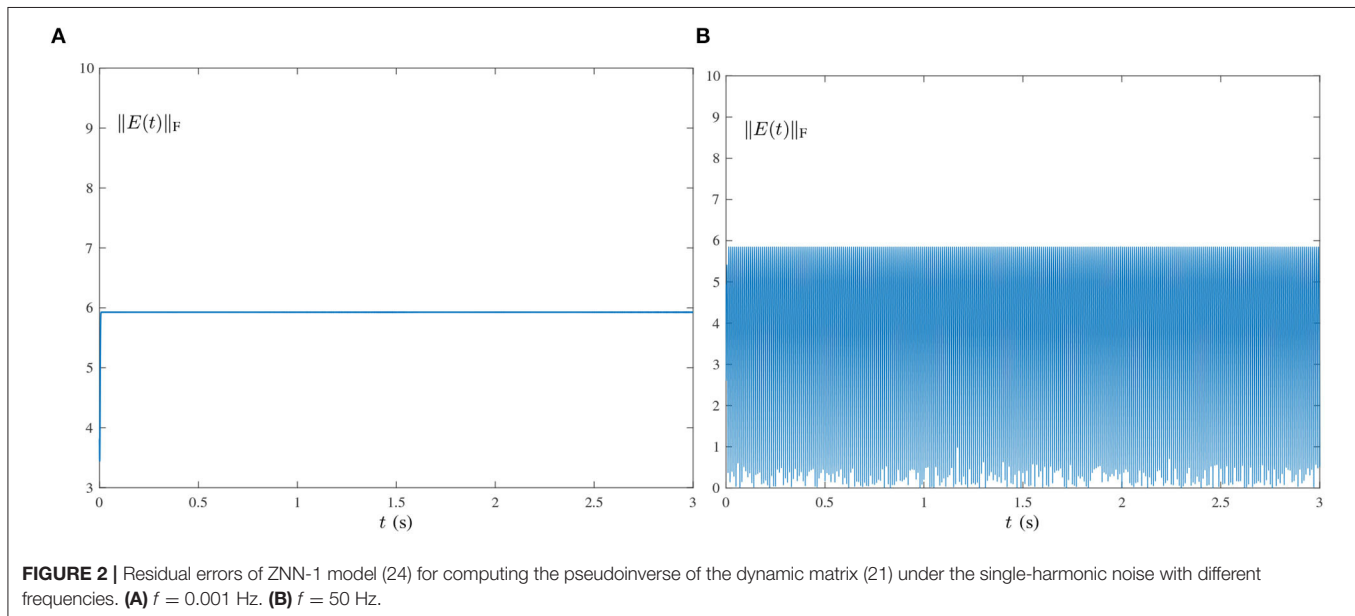 A
10
9
8
7
6
5
4
3
‖E(t)‖F
0 0.5 1 1.5 2 2.5 3
t (s)
B
10
9
8
7
6
5
4
3
2
1
0
‖E(t)‖F
0 0.5 1 1.5 2 2.5 3
t (s)
FIGURE 2 | Residual errors of ZNN-1 model (24) for computing the pseudoinverse of the dynamic matrix (21) under the single-harmonic noise with different
frequencies. (A) f = 0.001 Hz. (B) f = 50 Hz.